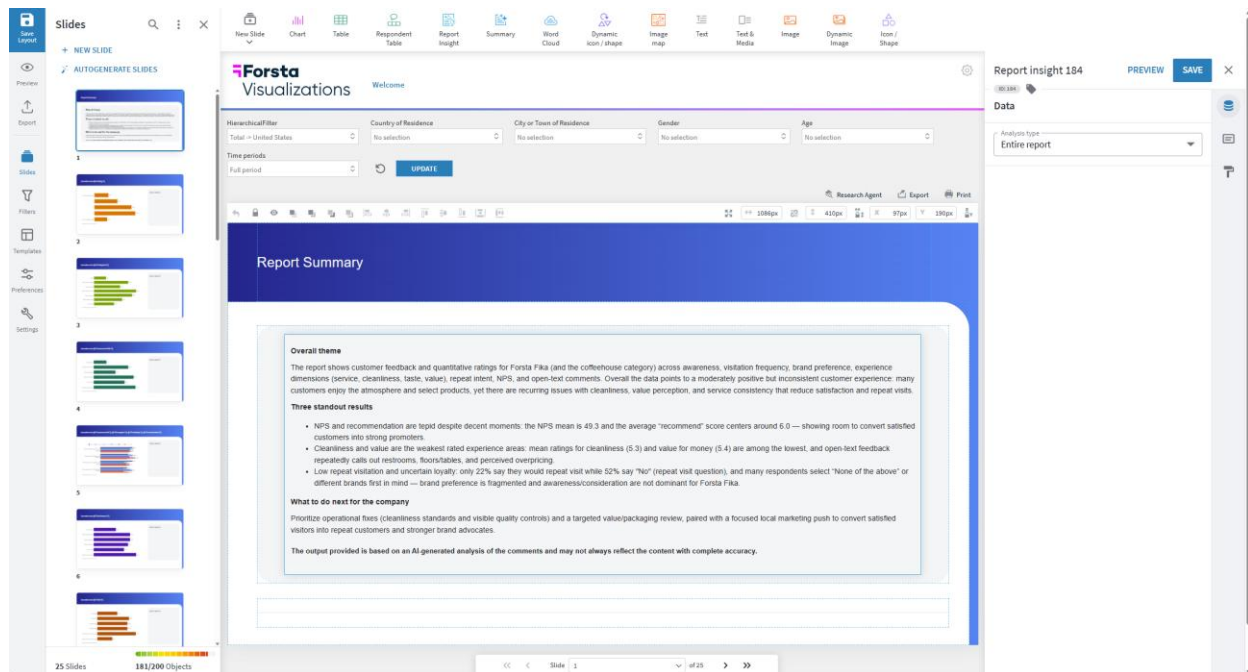 Save
Layout
Preview
Export
Slides
Filters
Templates
Preferences
Settings
Slides
+ NEW SLIDE
AUTOGENERATE SLIDES
1
2
3
4
5
6
25 Slides
181/200 Objects
New Slide
Chart
Table
Respondent
Table
Report
Insight
Summary
Word
Cloud
Dynamic
icon / shape
Image
map
Text
Text &
Media
Image
Dynamic
Image
Icon /
Shape
Forsta
Visualizations
Welcome
HierarchicalFilter
Country of Residence
City or Town of Residence
Gender
Age
Total -> United States
No selection
No selection
No selection
No selection
Time periods
Full period
UPDATE
Research Agent
Export
Print
1086px
410px
X 97px
Y 190px
Report Summary
Overall theme
The report shows customer feedback and quantitative ratings for Forsta Fika (and the coffeehouse category) across awareness, visitation frequency, brand preference, experience
dimensions (service, cleanliness, taste, value), repeat intent, NPS, and open-text comments. Overall the data points to a moderately positive but inconsistent customer experience: many
customers enjoy the atmosphere and select products, yet there are recurring issues with cleanliness, value perception, and service consistency that reduce satisfaction and repeat visits.
Three standout results
• NPS and recommendation are tepid despite decent moments: the NPS mean is 49.3 and the average "recommend" score centers around 6.0 — showing room to convert satisfied
customers into strong promoters.
• Cleanliness and value are the weakest rated experience areas: mean ratings for cleanliness (5.3) and value for money (5.4) are among the lowest, and open-text feedback
repeatedly calls out restrooms, floors/tables, and perceived overpricing.
• Low repeat visitation and uncertain loyalty: only 22% say they would repeat visit while 52% say "No" (repeat visit question), and many respondents select "None of the above" or
different brands first in mind — brand preference is fragmented and awareness/consideration are not dominant for Forsta Fika.
What to do next for the company
Prioritize operational fixes (cleanliness standards and visible quality controls) and a targeted value/packaging review, paired with a focused local marketing push to convert satisfied
visitors into repeat customers and stronger brand advocates.
The output provided is based on an AI-generated analysis of the comments and may not always reflect the content with complete accuracy.
Slide 1 of 25
Report insight 184
PREVIEW
SAVE
ID: 184
Data
Analysis type
Entire report